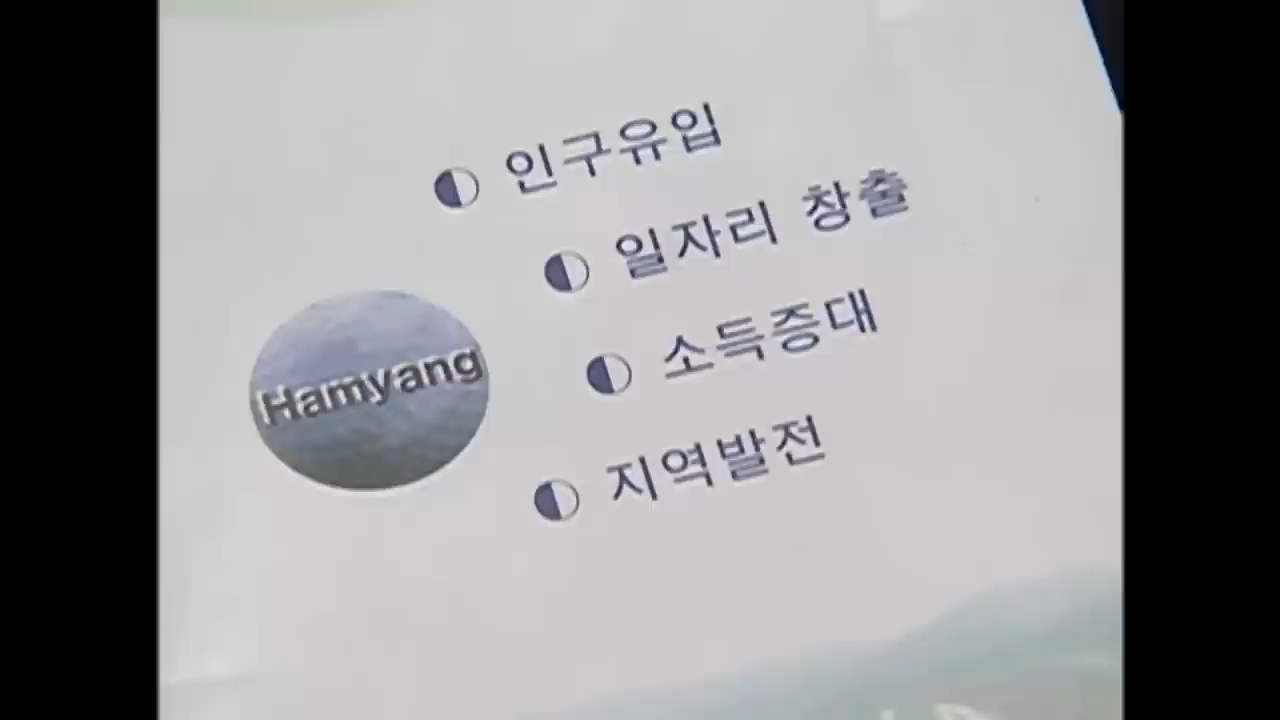 ◐ 인구유입
◐ 일자리 창출
Hamyang
◐ 소득증대
◐ 지역발전